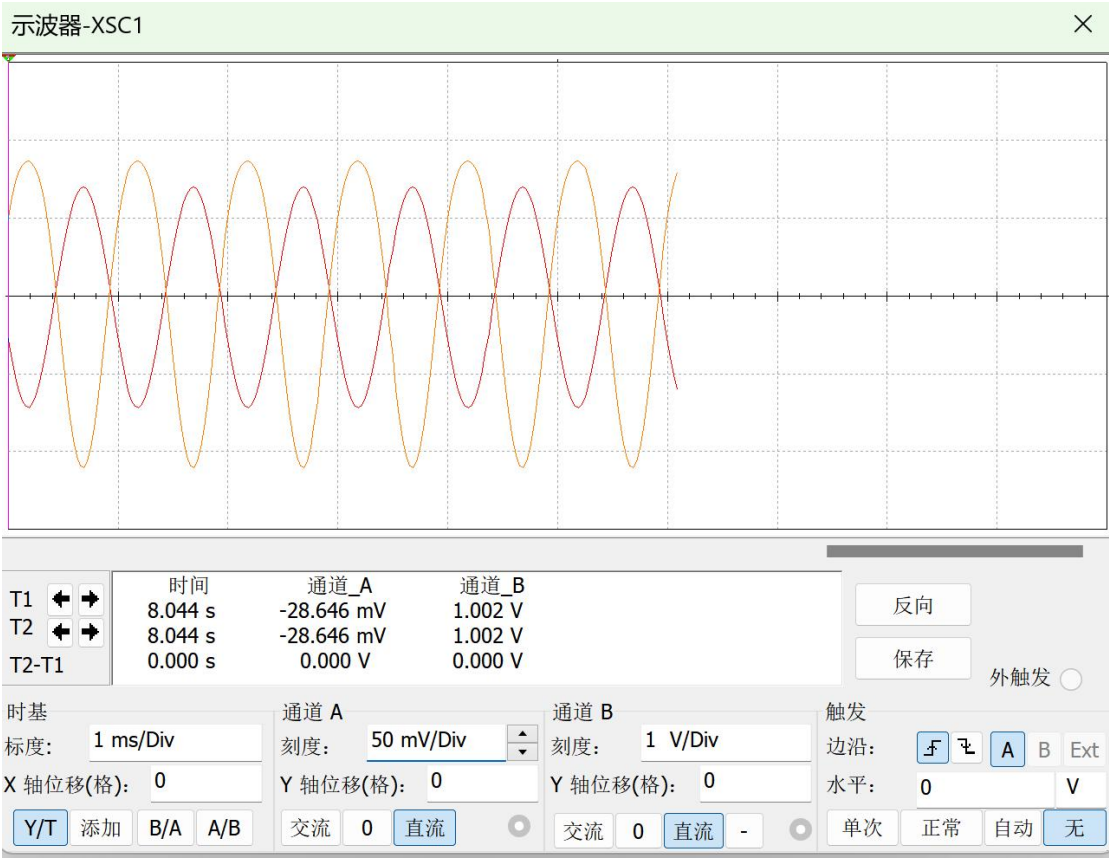 示波器-XSC1
时间 通道_A 通道_B
T1 8.044 s -28.646 mV 1.002 V
T2 8.044 s -28.646 mV 1.002 V
T2-T1 0.000 s 0.000 V 0.000 V
反向
保存
外触发
时基
标度: 1 ms/Div
X 轴位移(格): 0
Y/T 添加 B/A A/B
通道 A
刻度: 50 mV/Div
Y 轴位移(格): 0
交流 0 直流
通道 B
刻度: 1 V/Div
Y 轴位移(格): 0
交流 0 直流 -
触发
边沿: A B Ext
水平: 0 V
单次 正常 自动 无